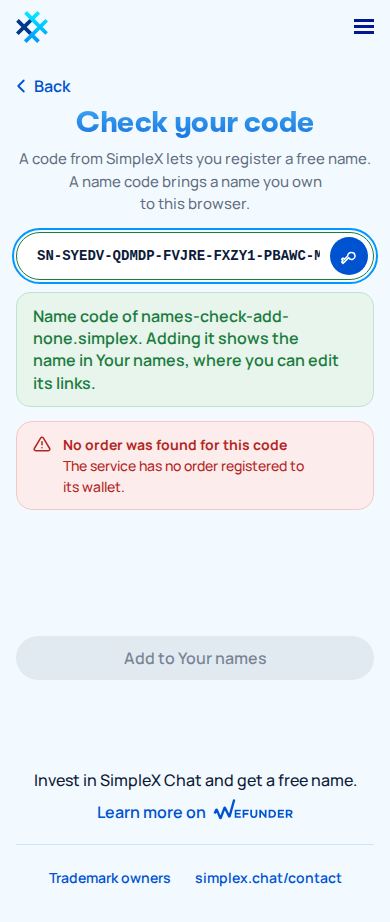 Back
Check your code
A code from SimpleX lets you register a free name.
A name code brings a name you own
to this browser.
SN-SYEDV-QDMDP-FVJRE-FXZY1-PBAWC-
Name code of names-check-add-
none.simplex. Adding it shows the
name in Your names, where you can edit
its links.
No order was found for this code
The service has no order registered to
its wallet.
Add to Your names
Invest in SimpleX Chat and get a free name.
Learn more on WEFUNDER
Trademark owners simplex.chat/contact